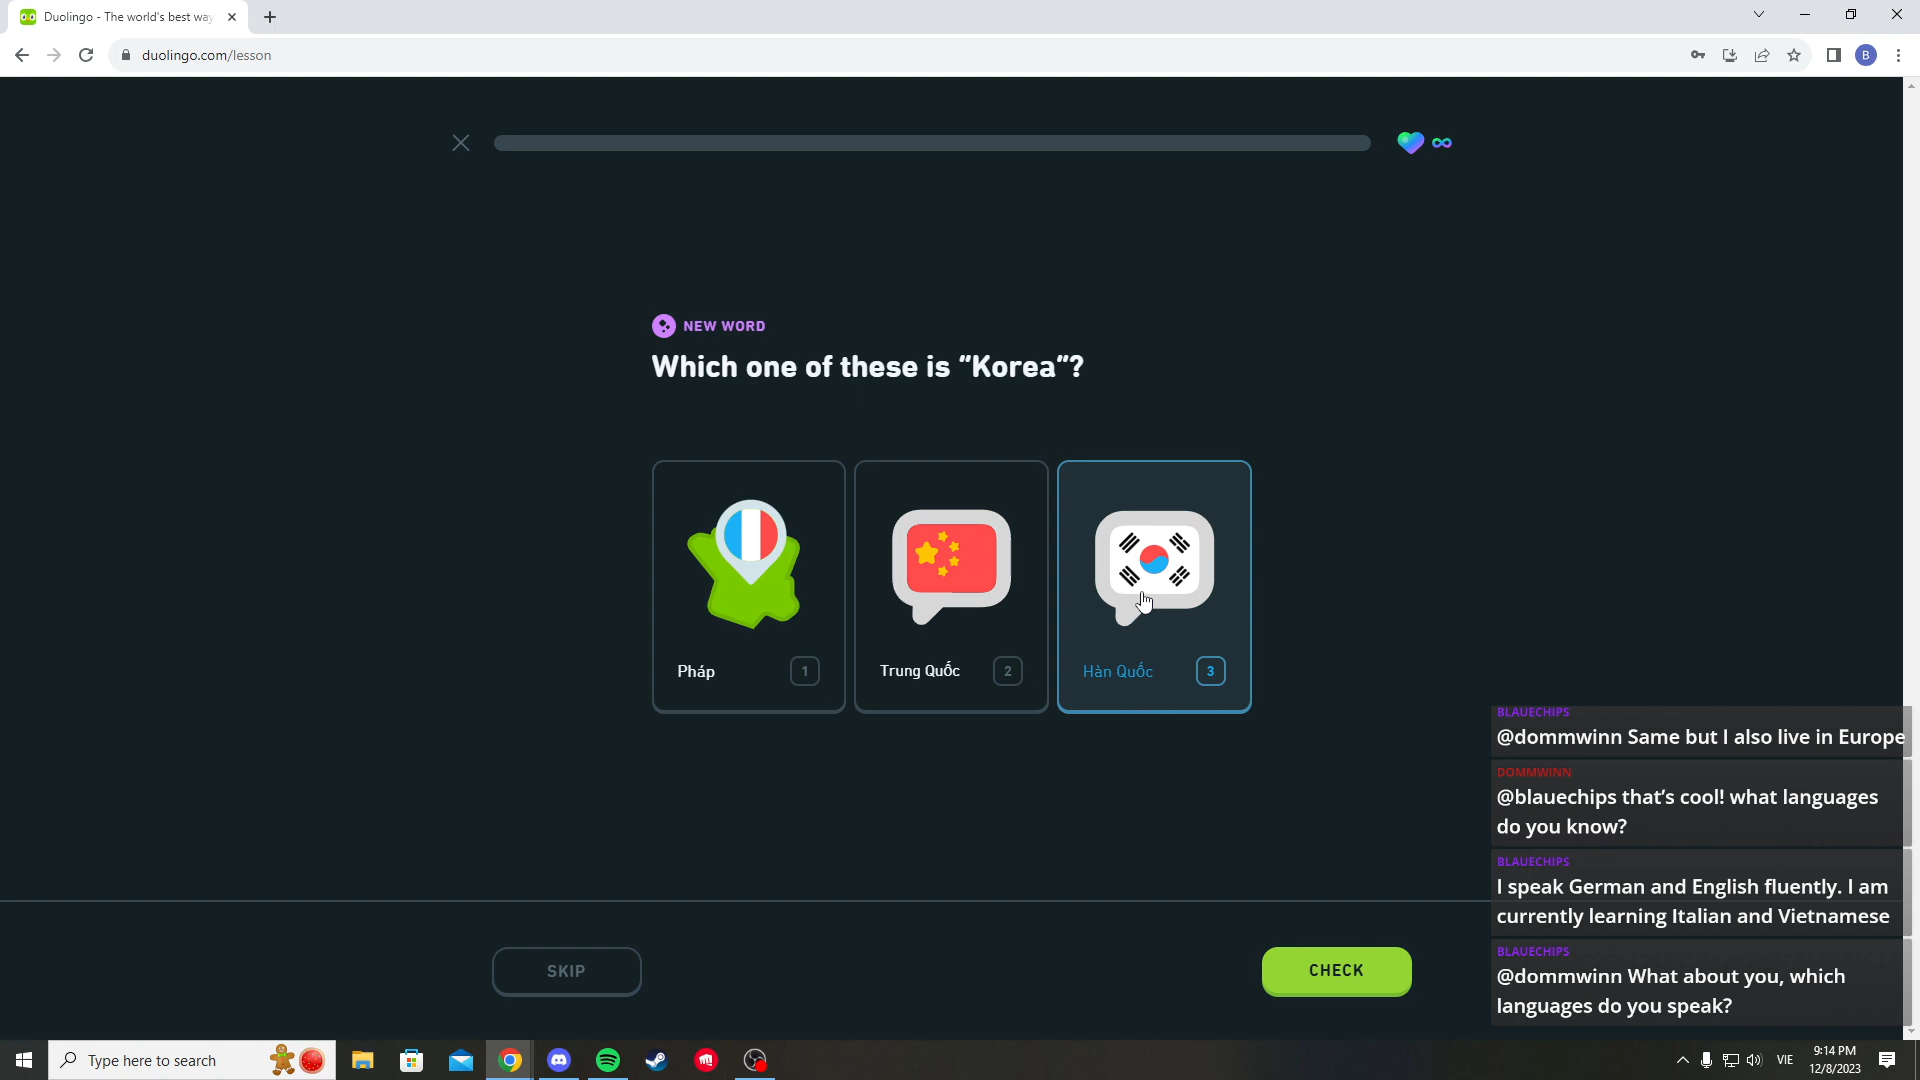 Duolingo - The world's best way
duolingo.com/lesson
B
NEW WORD
Which one of these is “Korea”?
Pháp 1
Trung Quốc 2
Hàn Quốc 3
SKIP
CHECK
BLAUECHIPS
@dommwinn Same but I also live in Europe
DOMMWINN
@blauechips that’s cool! what languages
do you know?
BLAUECHIPS
I speak German and English fluently. I am
currently learning Italian and Vietnamese
BLAUECHIPS
@dommwinn What about you, which
languages do you speak?
Type here to search
VIE
9:14 PM
12/8/2023